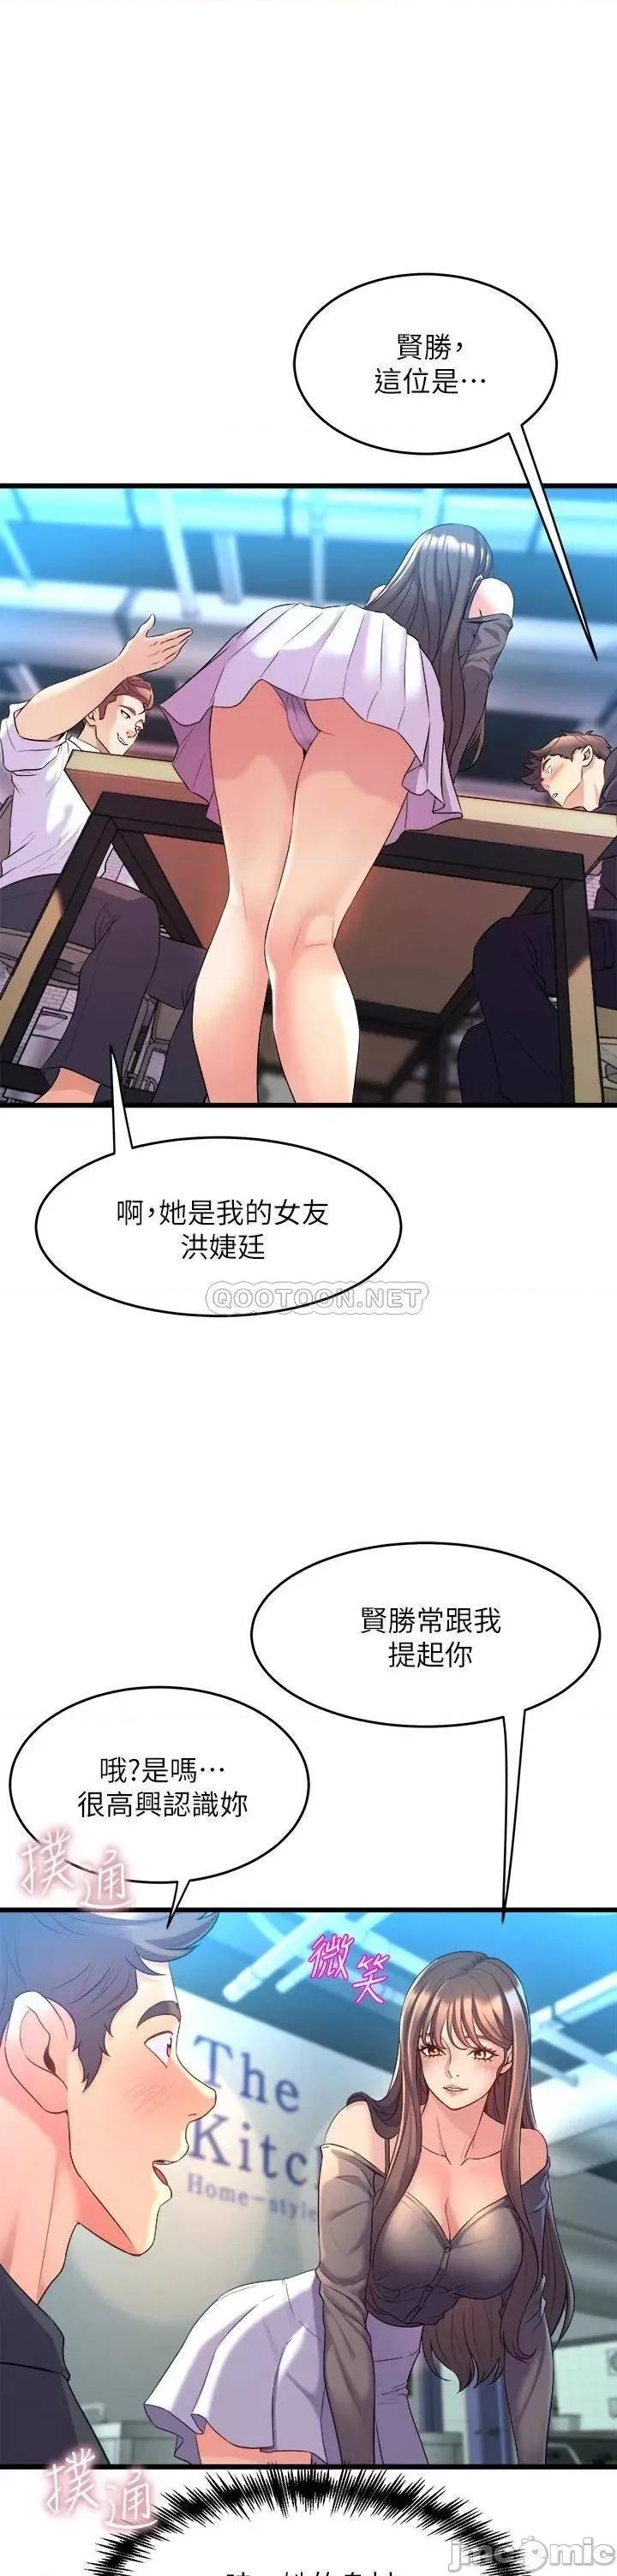 賢勝,
這位是⋯
啊,她是我的女友
洪婕廷
QOOTOON.NET
賢勝常跟我
提起你
哦?是嗎⋯
很高興認識妳
撲通
微笑
The
Kitc
Home-style
撲通
jmcomic